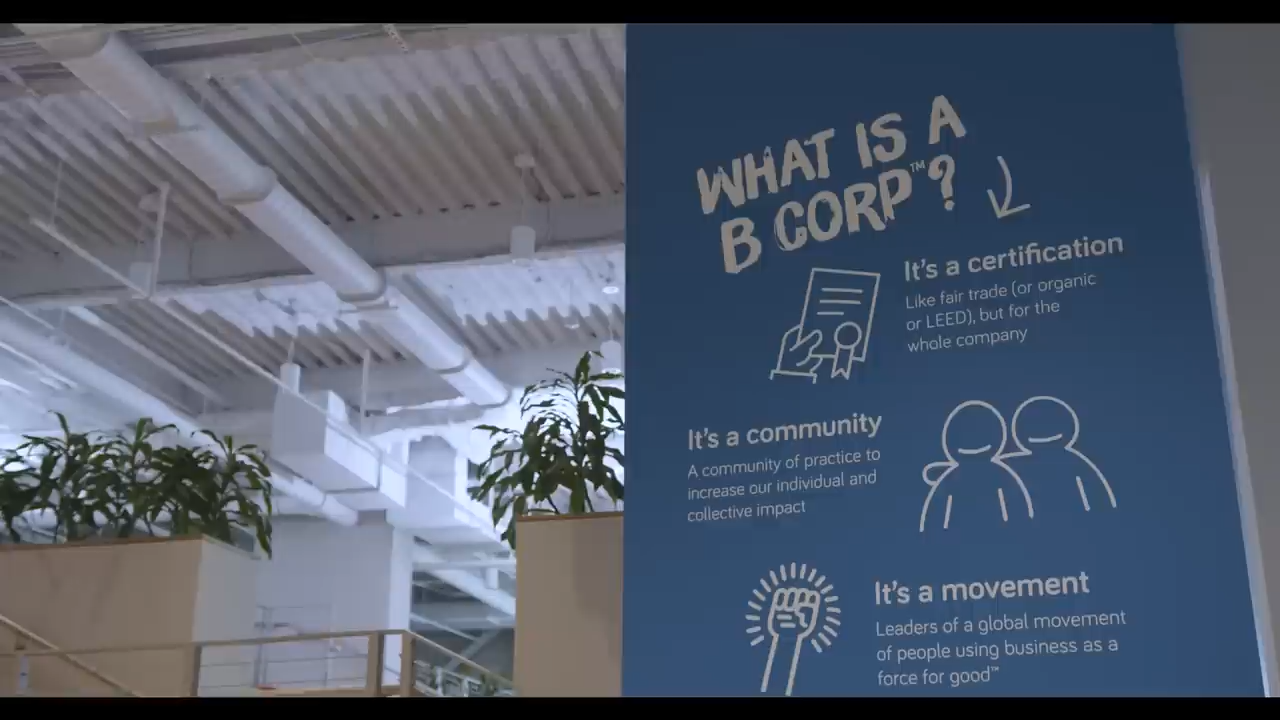 WHAT IS A
B CORP™?
It's a certification
Like fair trade (or organic
or LEED), but for the
whole company
It's a community
A community of practice to
increase our individual and
collective impact
It's a movement
Leaders of a global movement
of people using business as a
force for good™